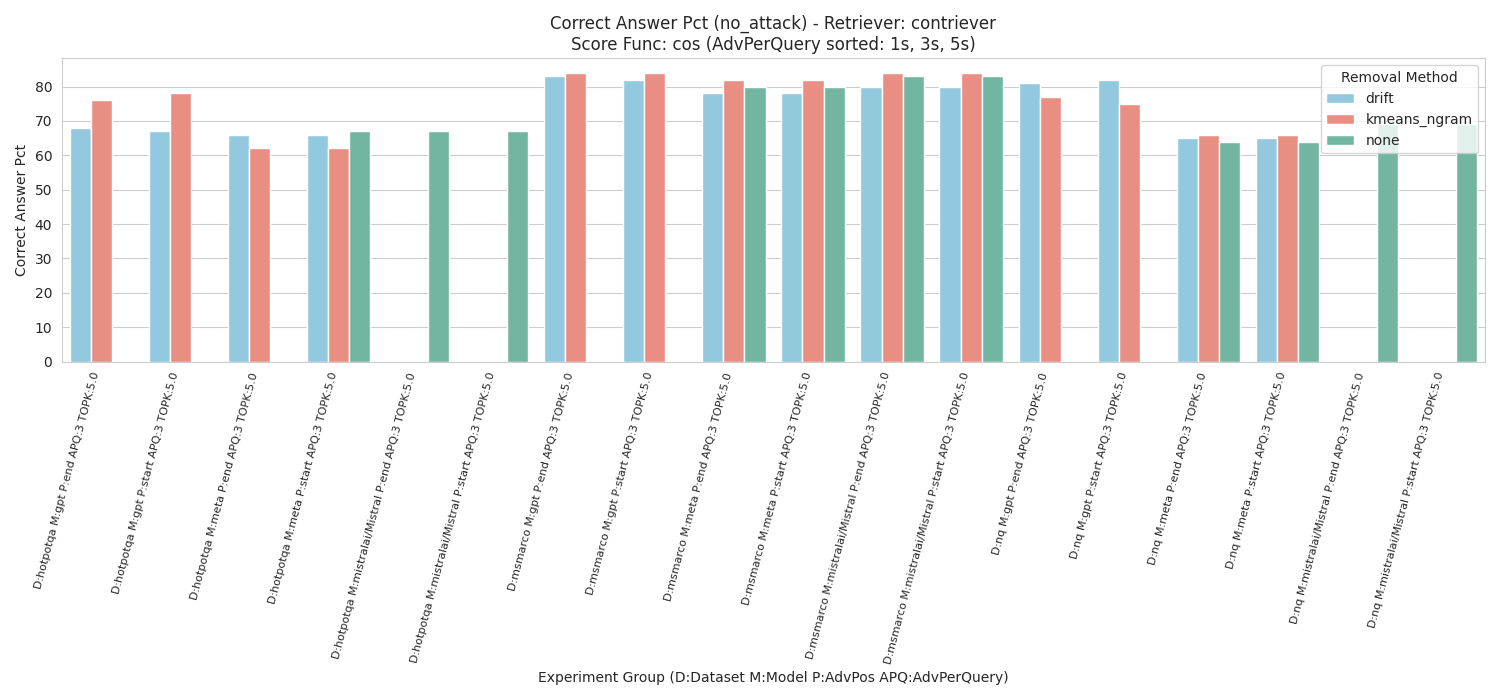 Correct Answer Pct (no_attack) - Retriever: contriever
Score Func: cos (AdvPerQuery sorted: 1s, 3s, 5s)
Removal Method
drift
kmeans_ngram
none
Correct Answer Pct
80
70
60
50
40
30
20
10
0
D:hotpotqa M:gpt P:end APQ:3 TOPK:5.0
D:hotpotqa M:gpt P:start APQ:3 TOPK:5.0
D:hotpotqa M:meta P:end APQ:3 TOPK:5.0
D:hotpotqa M:meta P:start APQ:3 TOPK:5.0
D:hotpotqa M:mistralai/Mistral P:end APQ:3 TOPK:5.0
D:hotpotqa M:mistralai/Mistral P:start APQ:3 TOPK:5.0
D:msmarco M:gpt P:end APQ:3 TOPK:5.0
D:msmarco M:gpt P:start APQ:3 TOPK:5.0
D:msmarco M:meta P:end APQ:3 TOPK:5.0
D:msmarco M:meta P:start APQ:3 TOPK:5.0
D:msmarco M:mistralai/Mistral P:end APQ:3 TOPK:5.0
D:msmarco M:mistralai/Mistral P:start APQ:3 TOPK:5.0
D:nq M:gpt P:end APQ:3 TOPK:5.0
D:nq M:gpt P:start APQ:3 TOPK:5.0
D:nq M:meta P:end APQ:3 TOPK:5.0
D:nq M:meta P:start APQ:3 TOPK:5.0
D:nq M:mistralai/Mistral P:end APQ:3 TOPK:5.0
D:nq M:mistralai/Mistral P:start APQ:3 TOPK:5.0
Experiment Group (D:Dataset M:Model P:AdvPos APQ:AdvPerQuery)